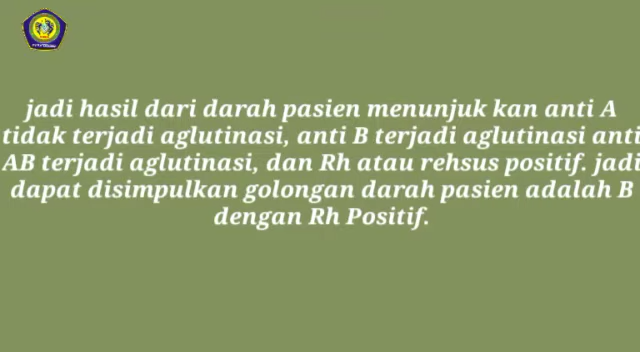 jadi hasil dari darah pasien menunjuk kan anti A
tidak terjadi aglutinasi, anti B terjadi aglutinasi anti
AB terjadi aglutinasi, dan Rh atau rehsus positif. jadi
dapat disimpulkan golongan darah pasien adalah B
dengan Rh Positif.